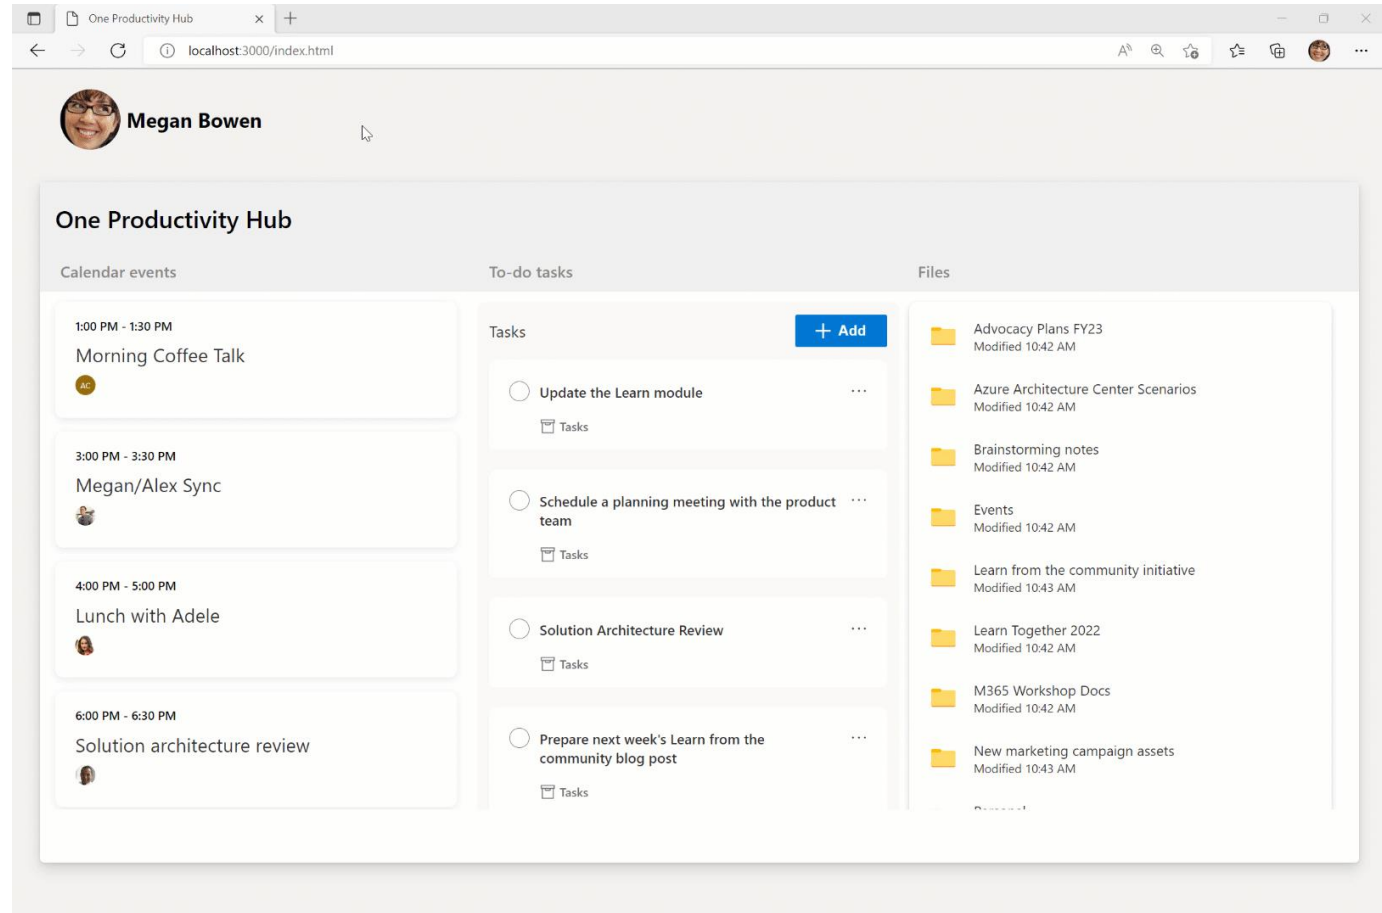 One Productivity Hub
localhost:3000/index.html
Megan Bowen
One Productivity Hub
Calendar events
To-do tasks
Files
1:00 PM - 1:30 PM
Morning Coffee Talk
AC
3:00 PM - 3:30 PM
Megan/Alex Sync
4:00 PM - 5:00 PM
Lunch with Adele
6:00 PM - 6:30 PM
Solution architecture review
Tasks
+ Add
Update the Learn module
Tasks
Schedule a planning meeting with the product
team
Tasks
Solution Architecture Review
Tasks
Prepare next week's Learn from the
community blog post
Tasks
Advocacy Plans FY23
Modified 10:42 AM
Azure Architecture Center Scenarios
Modified 10:42 AM
Brainstorming notes
Modified 10:42 AM
Events
Modified 10:42 AM
Learn from the community initiative
Modified 10:43 AM
Learn Together 2022
Modified 10:42 AM
M365 Workshop Docs
Modified 10:42 AM
New marketing campaign assets
Modified 10:43 AM